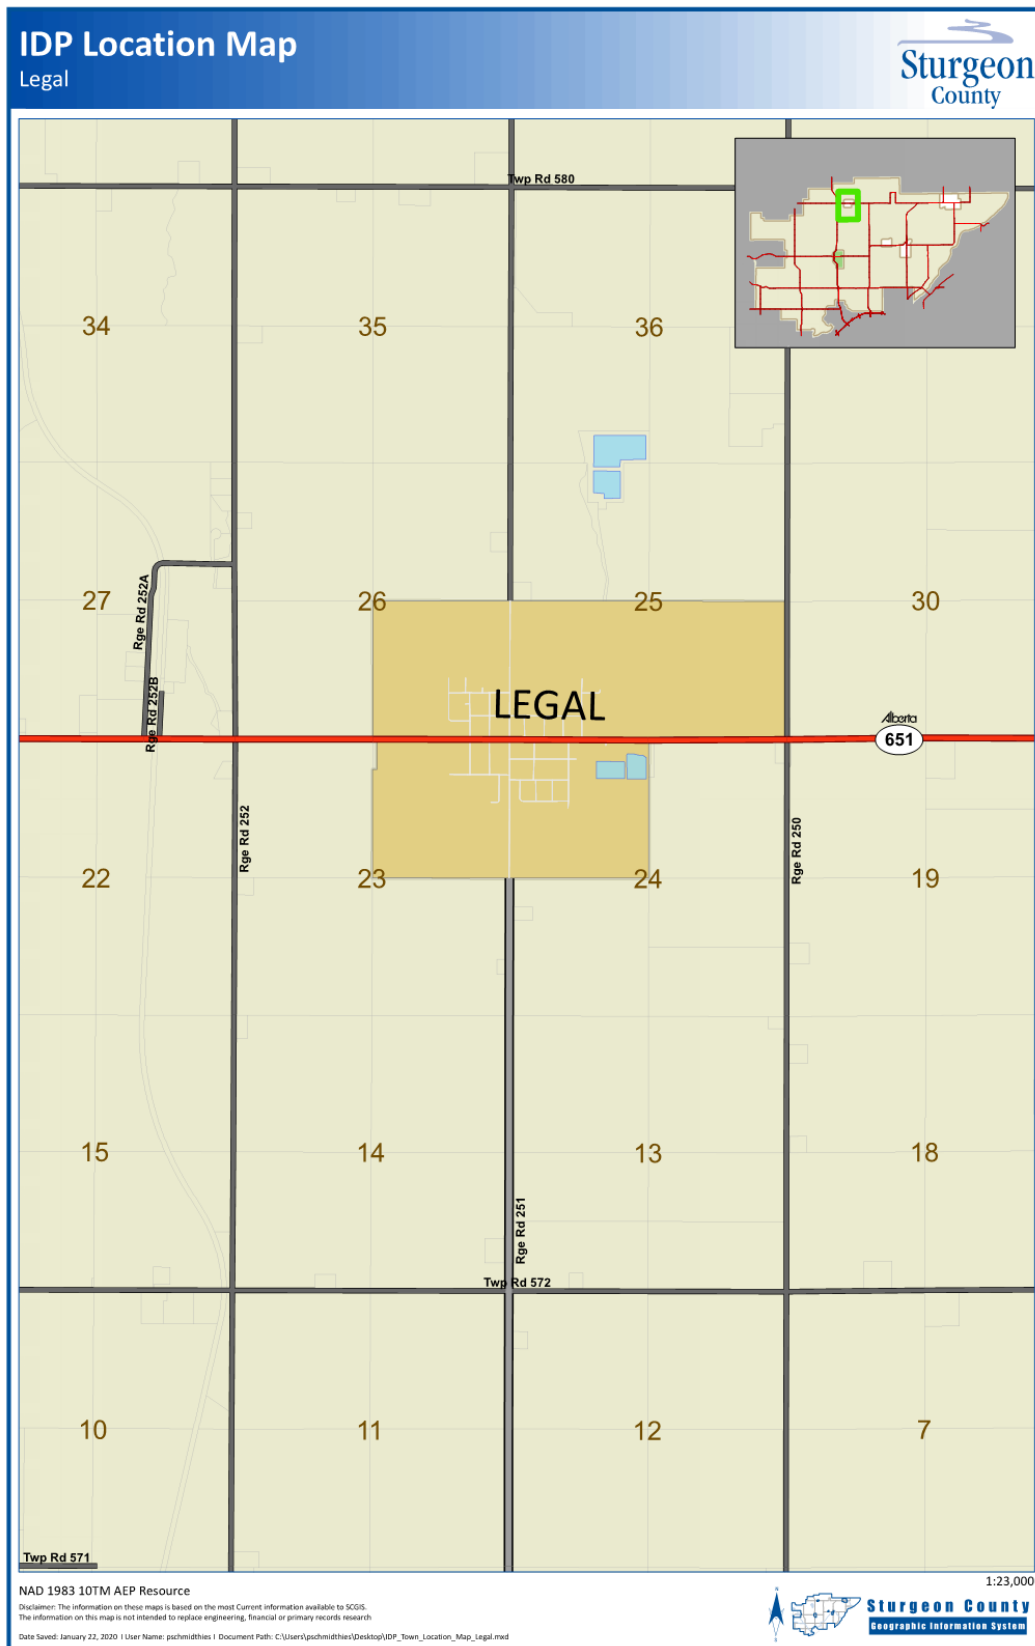 IDP Location Map
Legal
Sturgeon
County
Twp Rd 580
34
35
36
27
26
25
30
Rge Rd 252A
Rge Rd 252B
LEGAL
Alberta
651
Rge Rd 252
Rge Rd 250
22
23
24
19
15
14
13
18
Rge Rd 251
Twp Rd 572
10
11
12
7
Twp Rd 571
1:23,000
NAD 1983 10TM AEP Resource
Disclaimer: The information on these maps is based on the most Current information available to SCGIS.
The information on this map is not intended to replace engineering, financial or primary records research
Date Saved: January 22, 2020 I User Name: pschmidthies I Document Path: C:\Users\pschmidthies\Desktop\IDP_Town_Location_Map_Legal.mxd
Sturgeon County
Geographic Information System